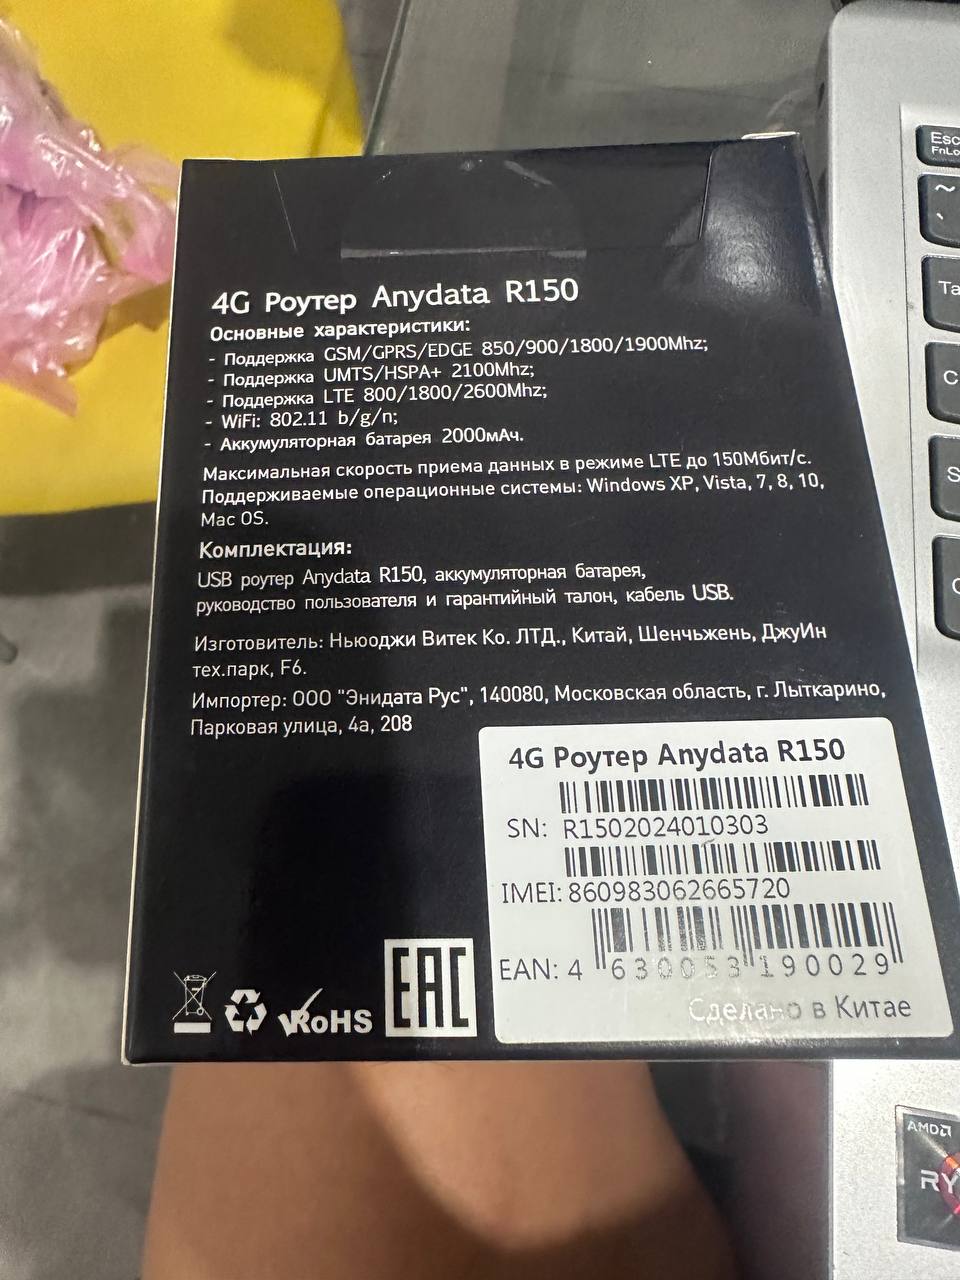 4G Роутер Anydata R150
Основные характеристики:
- Поддержка GSM/GPRS/EDGE 850/900/1800/1900Mhz;
- Поддержка UMTS/HSPA+ 2100Mhz;
- Поддержка LTE 800/1800/2600Mhz;
- WiFi: 802.11 b/g/n;
- Аккумуляторная батарея 2000мАч.
Максимальная скорость приема данных в режиме LTE до 150Мбит/с.
Поддерживаемые операционные системы: Windows XP, Vista, 7, 8, 10,
Mac OS.
Комплектация:
USB роутер Anydata R150, аккумуляторная батарея,
руководство пользователя и гарантийный талон, кабель USB.
Изготовитель: Ньюоджи Витек Ко. ЛТД., Китай, Шенчьжень, ДжуИн
тех.парк, F6.
Импортер: ООО "Энидата Рус", 140080, Московская область, г. Лыткарино,
Парковая улица, 4а, 208
4G Роутер Anydata R150
SN: R1502024010303
IMEI: 860983062665720
EAN: 4 630053 190029
Сделано в Китае
RoHS
EAC
Esc
FnLo
~
`
Ta
C
S
AMD
RY